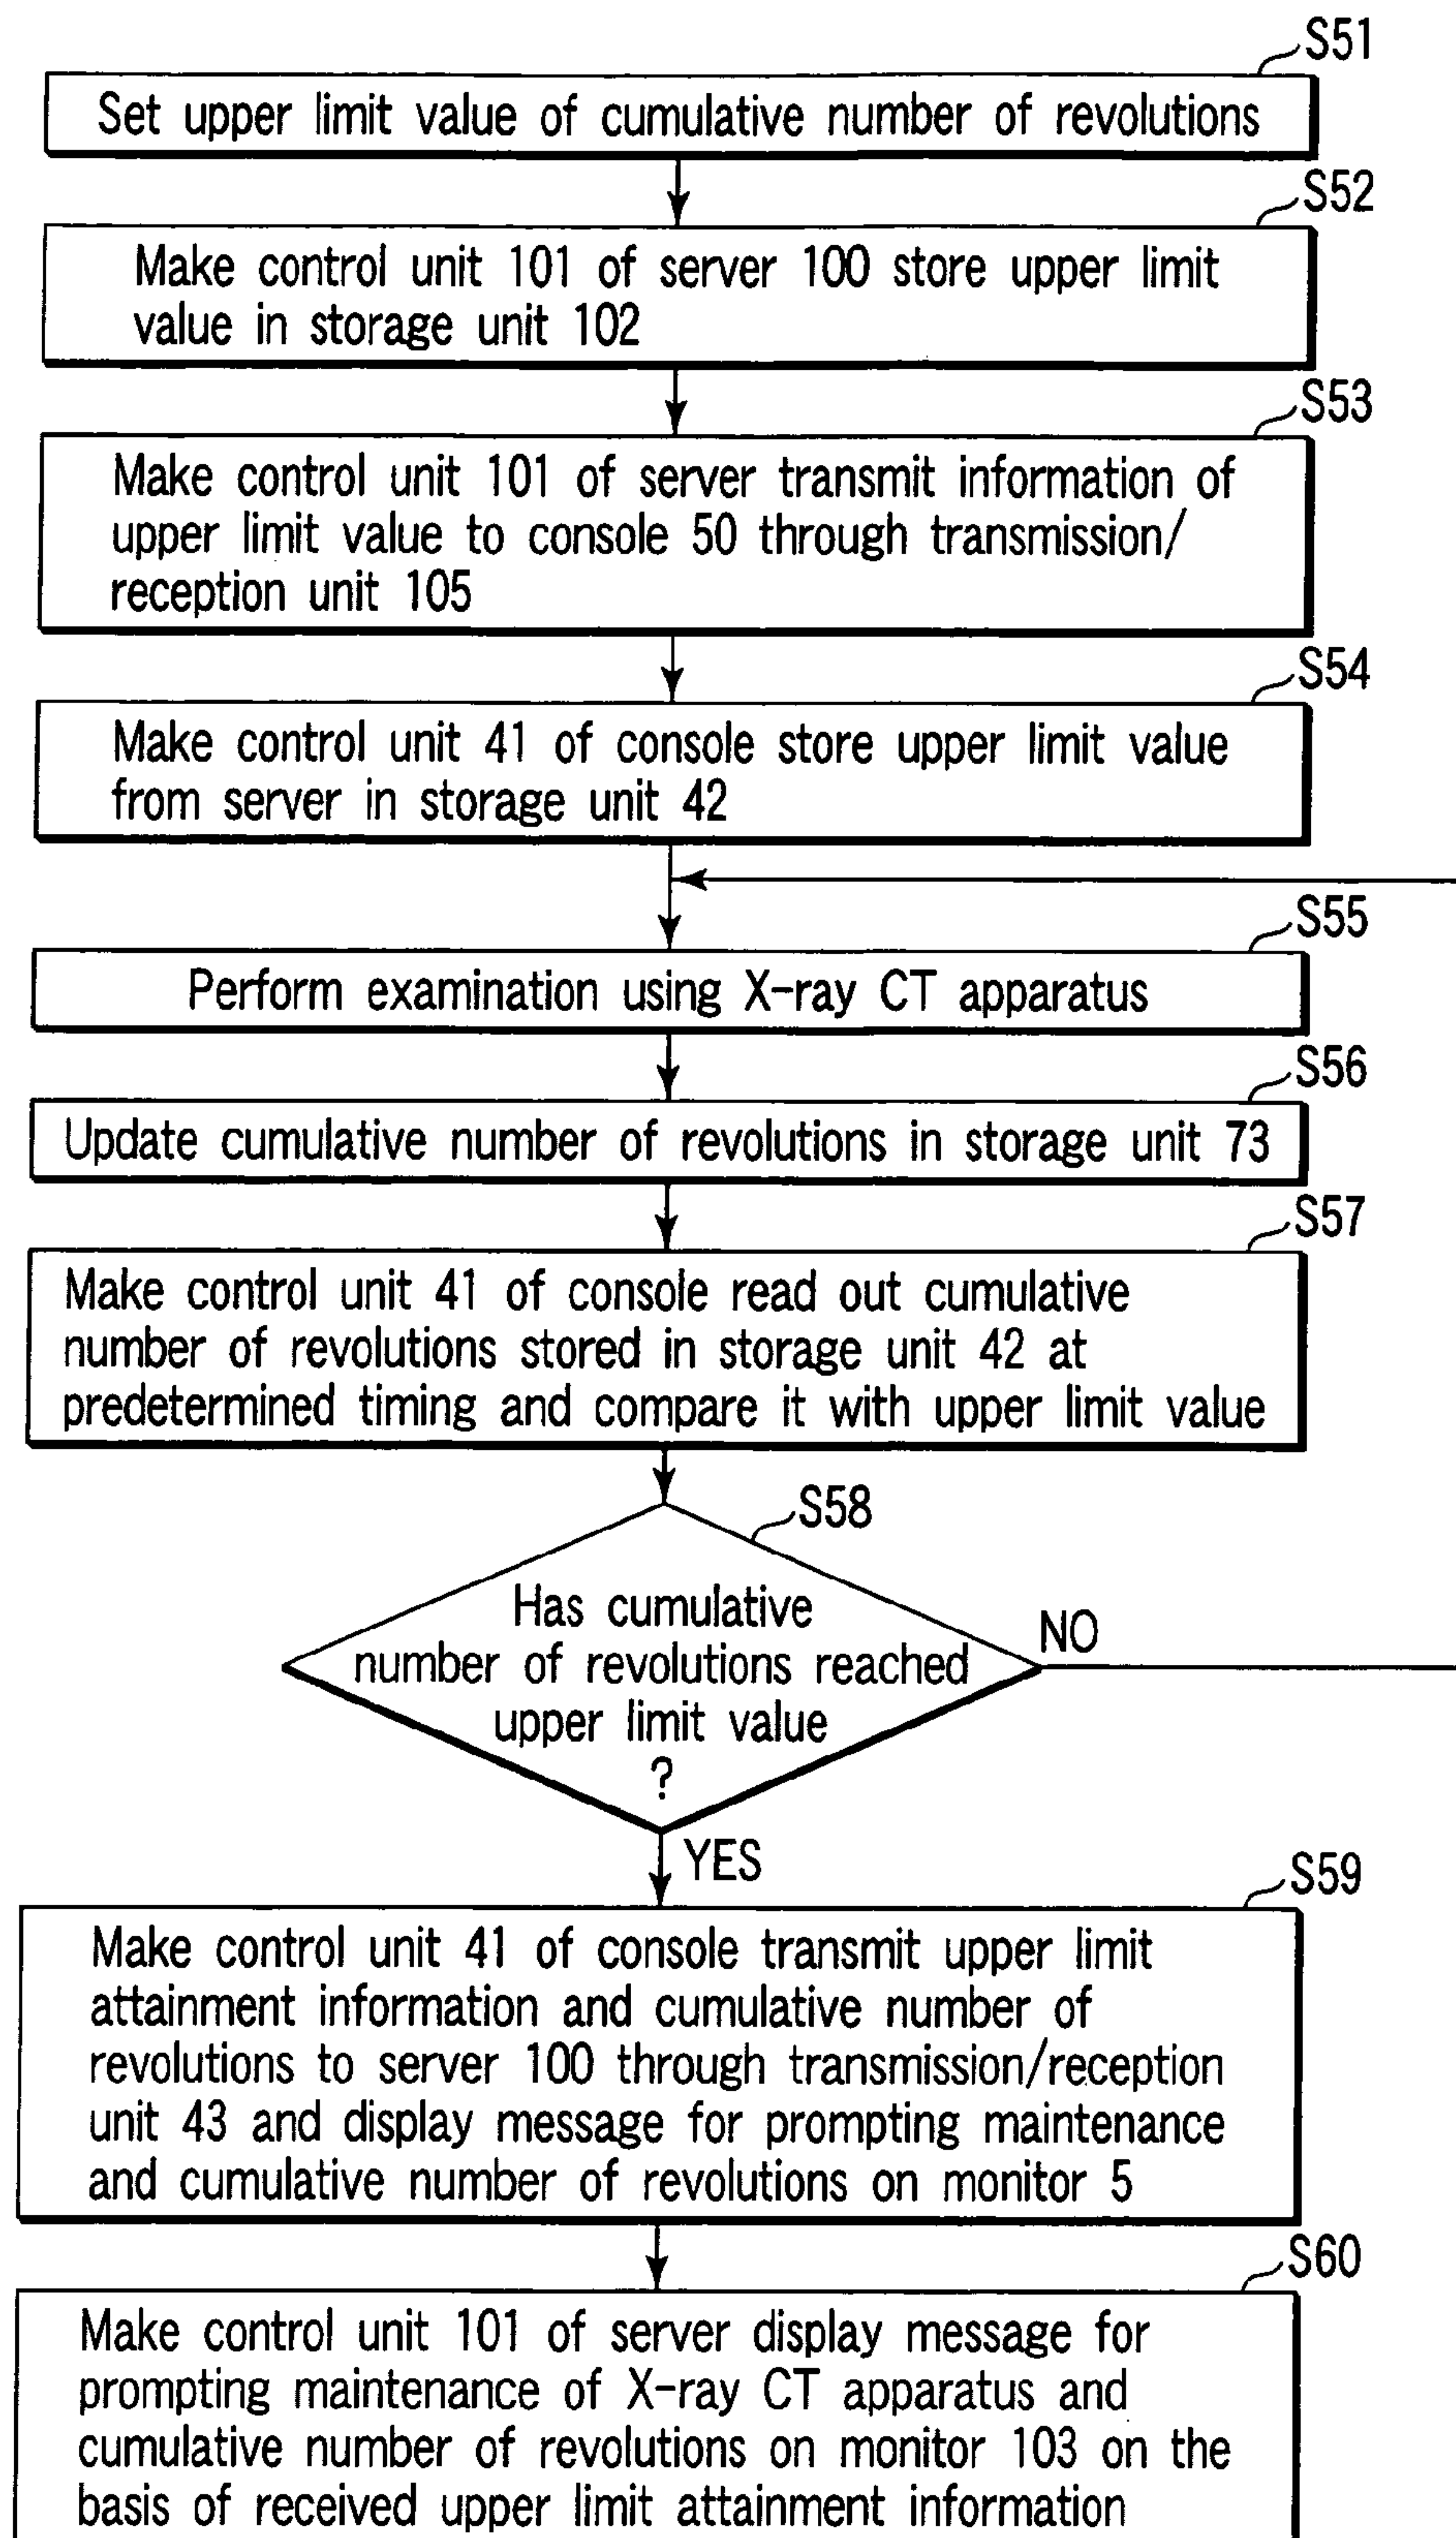 S51
Set upper limit value of cumulative number of revolutions
S52
Make control unit 101 of server 100 store upper limit
value in storage unit 102
S53
Make control unit 101 of server transmit information of
upper limit value to console 50 through transmission/
reception unit 105
S54
Make control unit 41 of console store upper limit value
from server in storage unit 42
S55
Perform examination using X-ray CT apparatus
S56
Update cumulative number of revolutions in storage unit 73
S57
Make control unit 41 of console read out cumulative
number of revolutions stored in storage unit 42 at
predetermined timing and compare it with upper limit value
S58
Has cumulative
number of revolutions reached
upper limit value
?
NO
YES
S59
Make control unit 41 of console transmit upper limit
attainment information and cumulative number of
revolutions to server 100 through transmission/reception
unit 43 and display message for prompting maintenance
and cumulative number of revolutions on monitor 5
S60
Make control unit 101 of server display message for
prompting maintenance of X-ray CT apparatus and
cumulative number of revolutions on monitor 103 on the
basis of received upper limit attainment information